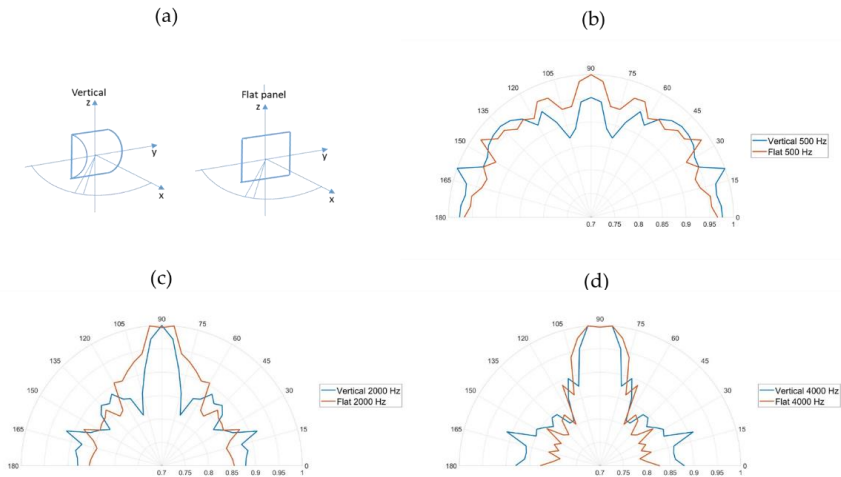 (a)
Vertical
z
y
x
Flat panel
z
y
x
(b)
90
105
75
120
60
135
45
150
30
165
15
180
0
0.7 0.75 0.8 0.85 0.9 0.95 1
Vertical 500 Hz
Flat 500 Hz
(c)
90
105
75
120
60
135
45
150
30
165
15
180
0
0.7 0.75 0.8 0.85 0.9 0.95 1
Vertical 2000 Hz
Flat 2000 Hz
(d)
90
105
75
120
60
135
45
150
30
165
15
180
0
0.7 0.75 0.8 0.85 0.9 0.95 1
Vertical 4000 Hz
Flat 4000 Hz